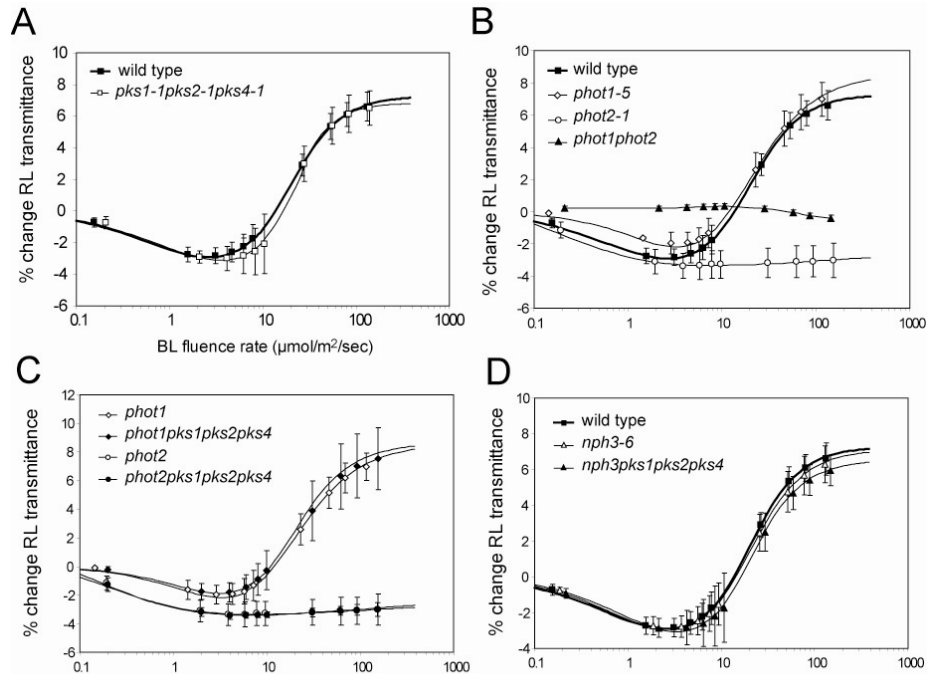 A
% change RL transmittance
10
8
6
4
2
0
-2
-4
-6
wild type
pks1-1pks2-1pks4-1
0.1
1
10
100
1000
BL fluence rate (µmol/m²/sec)
B
% change RL transmittance
10
8
6
4
2
0
-2
-4
-6
wild type
phot1-5
phot2-1
phot1phot2
0.1
1
10
100
1000
C
% change RL transmittance
12
10
8
6
4
2
0
-2
-4
-6
phot1
phot1pks1pks2pks4
phot2
phot2pks1pks2pks4
0.1
1
10
100
1000
D
% change RL transmittance
10
8
6
4
2
0
-2
-4
wild type
nph3-6
nph3pks1pks2pks4
0.1
1
10
100
1000